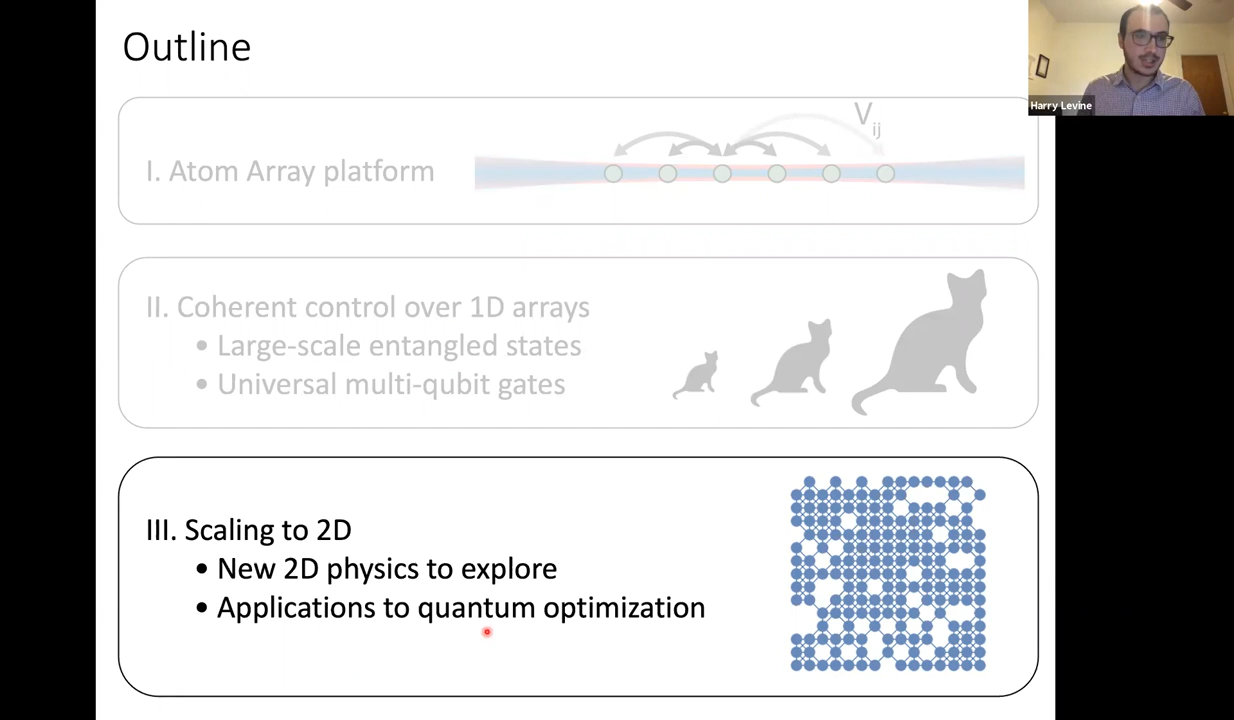 Outline
Harry Levine
V
ij
I. Atom Array platform
II. Coherent control over 1D arrays
• Large-scale entangled states
• Universal multi-qubit gates
III. Scaling to 2D
• New 2D physics to explore
• Applications to quantum optimization